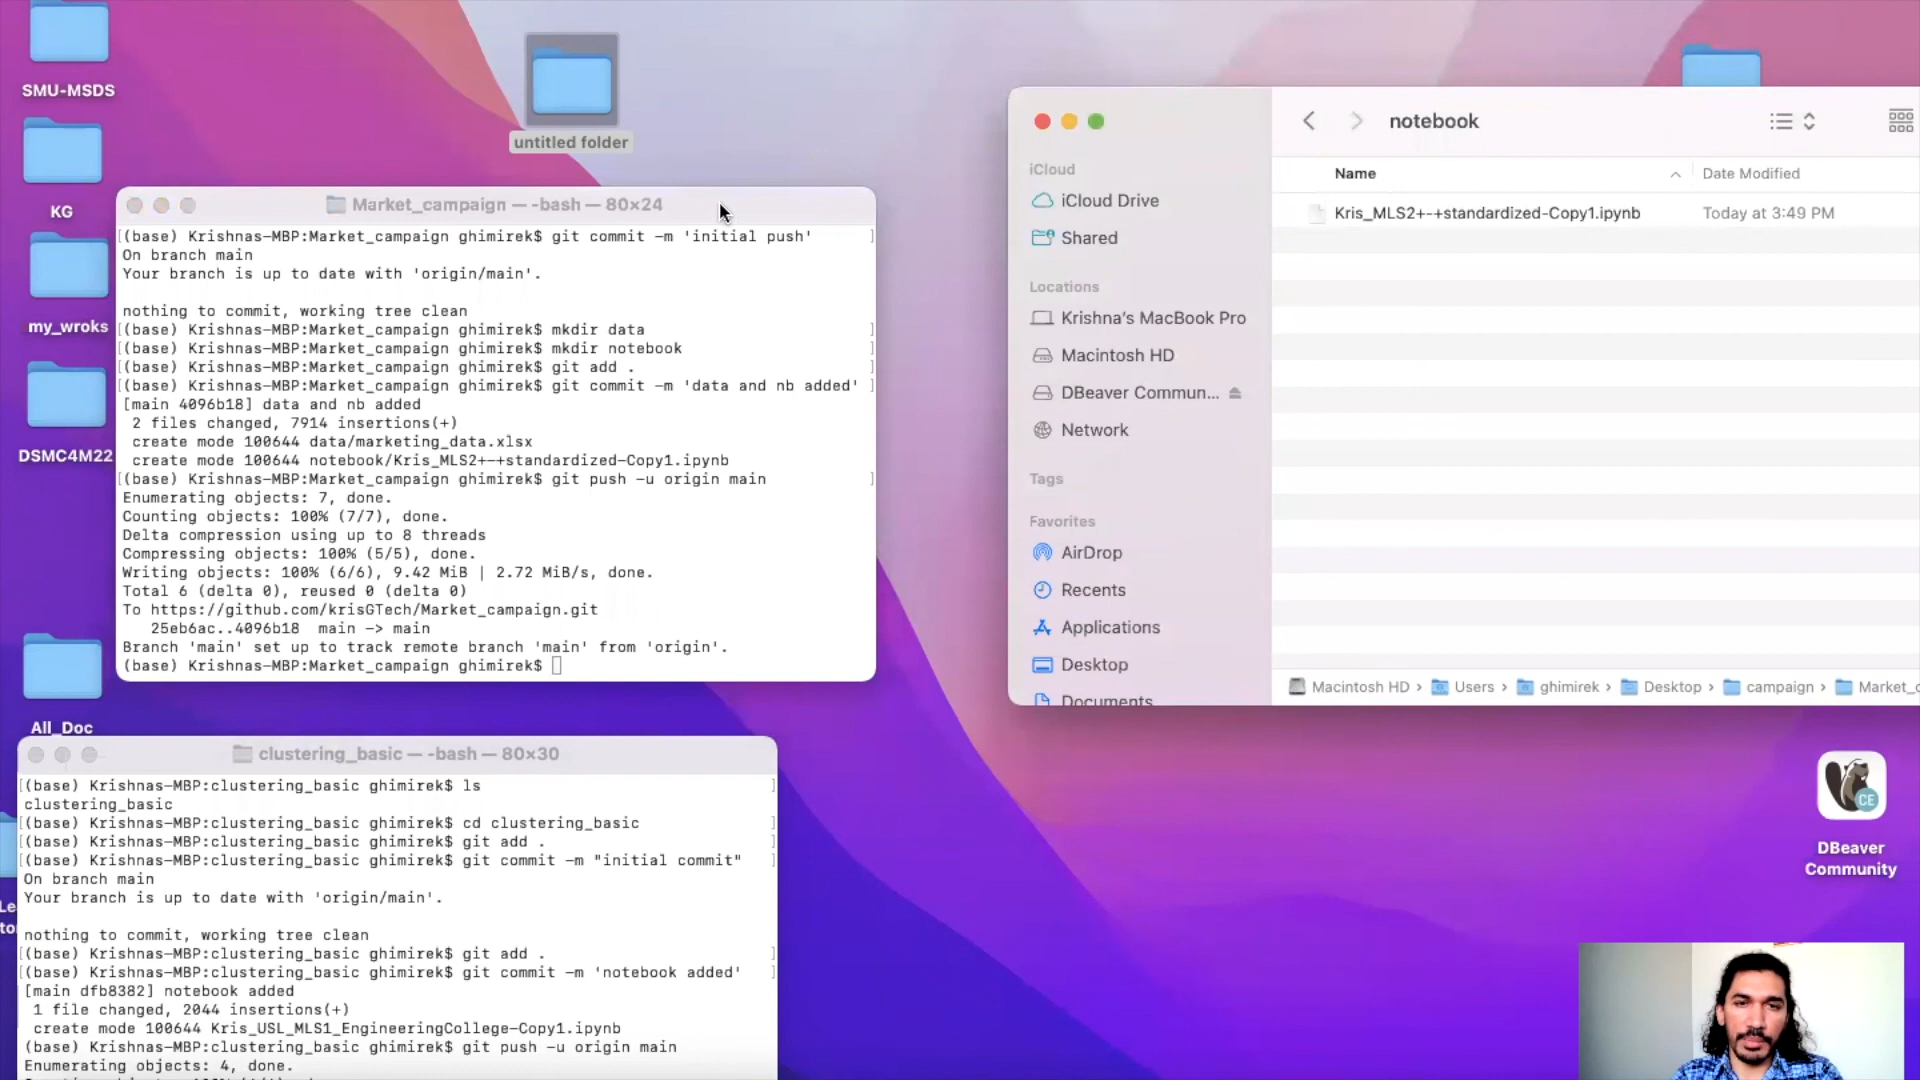 SMU-MSDS
KG
my_wroks
DSMC4M22
All_Doc
untitled folder
Market_campaign — -bash — 80×24
[(base) Krishnas-MBP:Market_campaign ghimirek$ git commit -m 'initial push' ]
On branch main
Your branch is up to date with 'origin/main'.
nothing to commit, working tree clean
[(base) Krishnas-MBP:Market_campaign ghimirek$ mkdir data ]
[(base) Krishnas-MBP:Market_campaign ghimirek$ mkdir notebook ]
[(base) Krishnas-MBP:Market_campaign ghimirek$ git add . ]
[(base) Krishnas-MBP:Market_campaign ghimirek$ git commit -m 'data and nb added' ]
[main 4096b18] data and nb added
2 files changed, 7914 insertions(+)
create mode 100644 data/marketing_data.xlsx
create mode 100644 notebook/Kris_MLS2+-+standardized-Copy1.ipynb
[(base) Krishnas-MBP:Market_campaign ghimirek$ git push -u origin main ]
Enumerating objects: 7, done.
Counting objects: 100% (7/7), done.
Delta compression using up to 8 threads
Compressing objects: 100% (5/5), done.
Writing objects: 100% (6/6), 9.42 MiB | 2.72 MiB/s, done.
Total 6 (delta 0), reused 0 (delta 0)
To https://github.com/krisGTech/Market_campaign.git
25eb6ac..4096b18 main -> main
Branch 'main' set up to track remote branch 'main' from 'origin'.
(base) Krishnas-MBP:Market_campaign ghimirek$
clustering_basic — -bash — 80×30
[(base) Krishnas-MBP:clustering_basic ghimirek$ ls ]
clustering_basic
[(base) Krishnas-MBP:clustering_basic ghimirek$ cd clustering_basic ]
[(base) Krishnas-MBP:clustering_basic ghimirek$ git add . ]
[(base) Krishnas-MBP:clustering_basic ghimirek$ git commit -m "initial commit" ]
On branch main
Your branch is up to date with 'origin/main'.
nothing to commit, working tree clean
[(base) Krishnas-MBP:clustering_basic ghimirek$ git add . ]
[(base) Krishnas-MBP:clustering_basic ghimirek$ git commit -m 'notebook added' ]
[main dfb8382] notebook added
1 file changed, 2044 insertions(+)
create mode 100644 Kris_USL_MLS1_EngineeringCollege-Copy1.ipynb
[(base) Krishnas-MBP:clustering_basic ghimirek$ git push -u origin main ]
Enumerating objects: 4, done.
notebook
iCloud
iCloud Drive
Shared
Locations
Krishna's MacBook Pro
Macintosh HD
DBeaver Commun...
Network
Tags
Favorites
AirDrop
Recents
Applications
Desktop
Documents
Name Date Modified
Kris_MLS2+-+standardized-Copy1.ipynb Today at 3:49 PM
Macintosh HD › Users › ghimirek › Desktop › campaign › Market_c
CE
DBeaver
Community